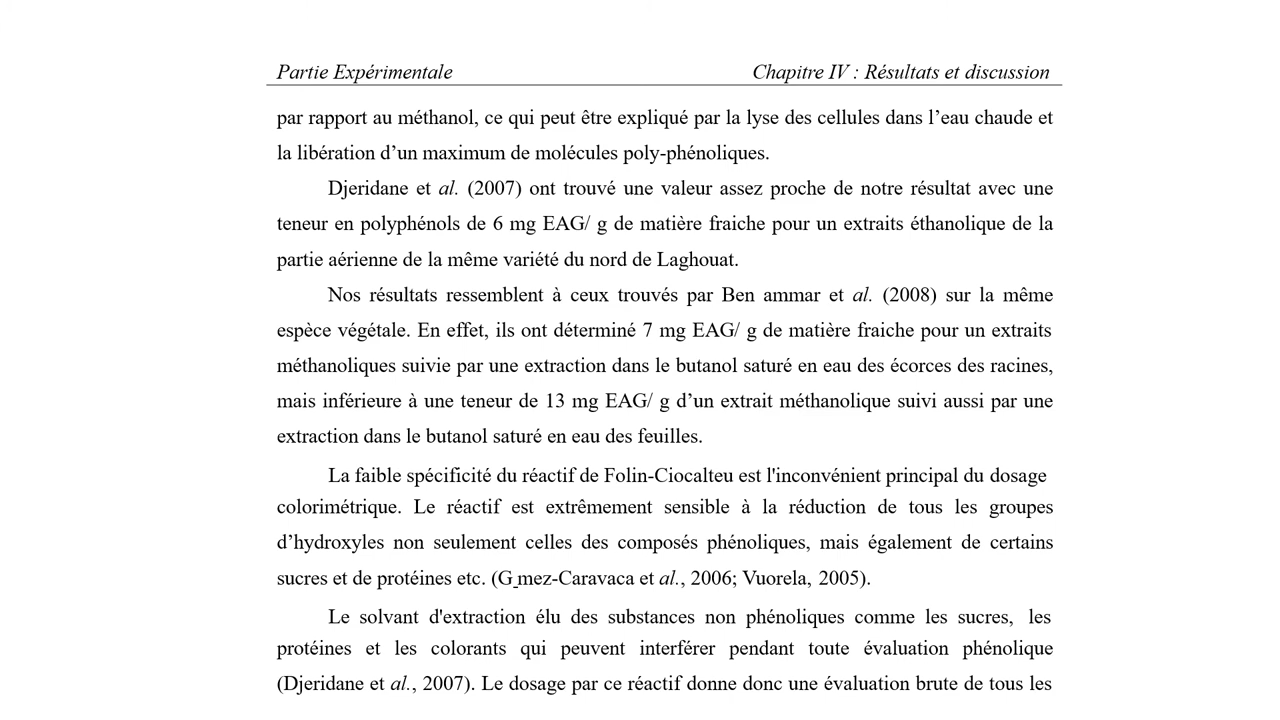 Partie Expérimentale Chapitre IV : Résultats et discussion
par rapport au méthanol, ce qui peut être expliqué par la lyse des cellules dans l’eau chaude et
la libération d’un maximum de molécules poly-phénoliques.
Djeridane et al. (2007) ont trouvé une valeur assez proche de notre résultat avec une
teneur en polyphénols de 6 mg EAG/ g de matière fraiche pour un extraits éthanolique de la
partie aérienne de la même variété du nord de Laghouat.
Nos résultats ressemblent à ceux trouvés par Ben ammar et al. (2008) sur la même
espèce végétale. En effet, ils ont déterminé 7 mg EAG/ g de matière fraiche pour un extraits
méthanoliques suivie par une extraction dans le butanol saturé en eau des écorces des racines,
mais inférieure à une teneur de 13 mg EAG/ g d’un extrait méthanolique suivi aussi par une
extraction dans le butanol saturé en eau des feuilles.
La faible spécificité du réactif de Folin-Ciocalteu est l'inconvénient principal du dosage
colorimétrique. Le réactif est extrêmement sensible à la réduction de tous les groupes
d’hydroxyles non seulement celles des composés phénoliques, mais également de certains
sucres et de protéines etc. (G_mez-Caravaca et al., 2006; Vuorela, 2005).
Le solvant d'extraction élu des substances non phénoliques comme les sucres, les
protéines et les colorants qui peuvent interférer pendant toute évaluation phénolique
(Djeridane et al., 2007). Le dosage par ce réactif donne donc une évaluation brute de tous les